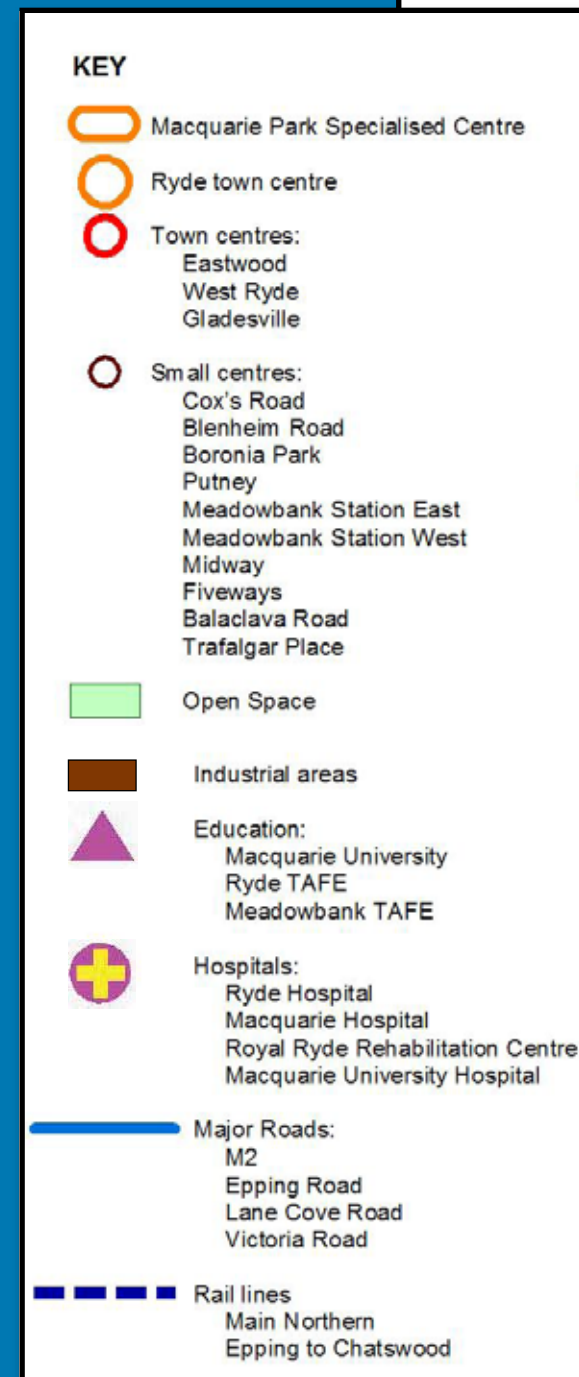 KEY
Macquarie Park Specialised Centre
Ryde town centre
Town centres:
Eastwood
West Ryde
Gladesville
Small centres:
Cox's Road
Blenheim Road
Boronia Park
Putney
Meadowbank Station East
Meadowbank Station West
Midway
Fiveways
Balaclava Road
Trafalgar Place
Open Space
Industrial areas
Education:
Macquarie University
Ryde TAFE
Meadowbank TAFE
Hospitals:
Ryde Hospital
Macquarie Hospital
Royal Ryde Rehabilitation Centre
Macquarie University Hospital
Major Roads:
M2
Epping Road
Lane Cove Road
Victoria Road
Rail lines
Main Northern
Epping to Chatswood